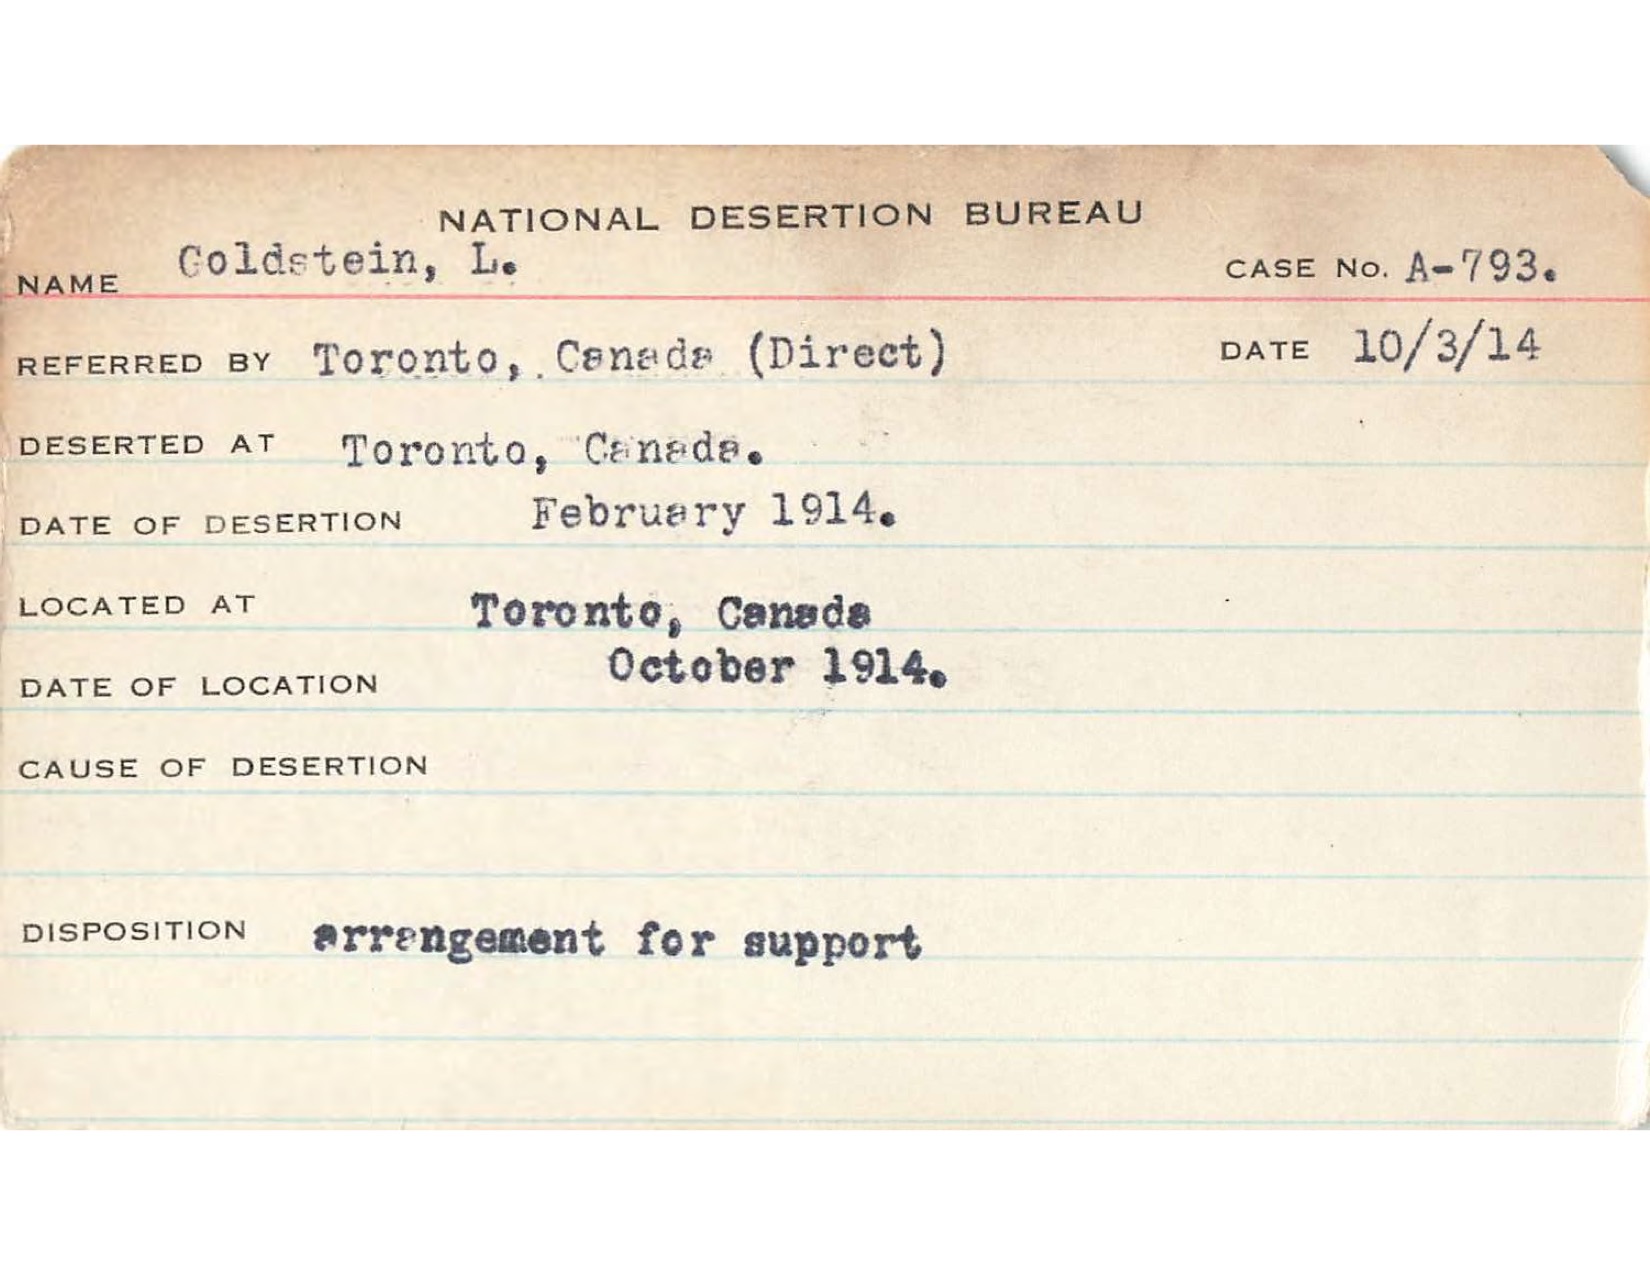 NATIONAL DESERTION BUREAU
NAME Goldstein, L. CASE No. A-793.
REFERRED BY Toronto, Canada (Direct) DATE 10/3/14
DESERTED AT Toronto, Canada.
DATE OF DESERTION February 1914.
LOCATED AT Toronto, Canada
DATE OF LOCATION October 1914.
CAUSE OF DESERTION
DISPOSITION arrangement for support